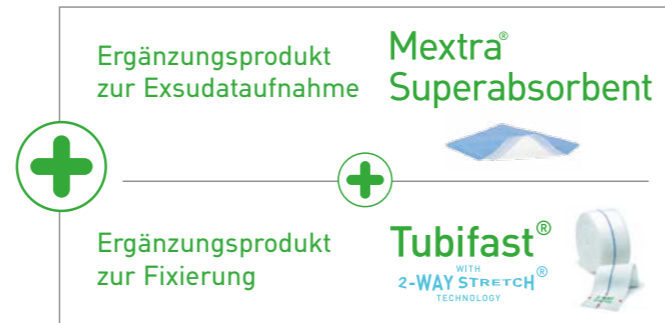 Ergänzungsprodukt
zur Exsudataufnahme
Mextra®
Superabsorbent
Ergänzungsprodukt
zur Fixierung
Tubifast®
WITH
2-WAY STRETCH®
TECHNOLOGY